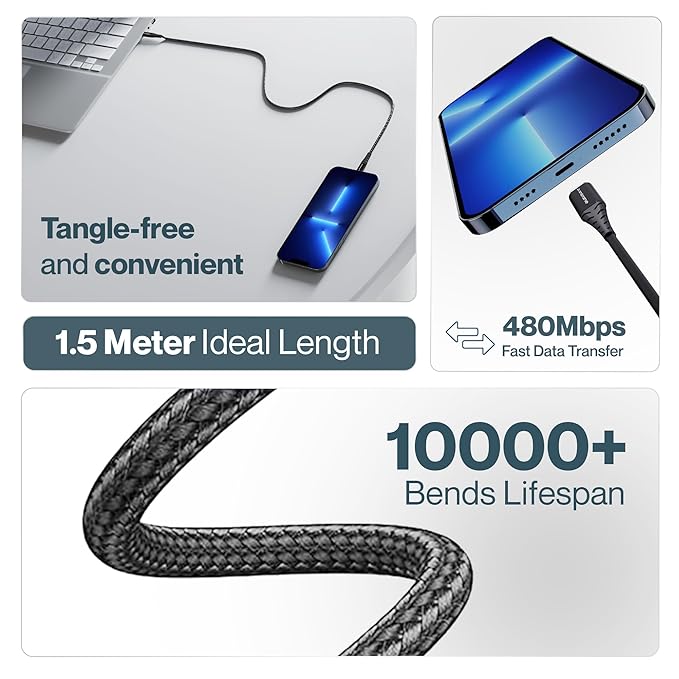 Tangle-free
and convenient
480Mbps
Fast Data Transfer
1.5 Meter Ideal Length
10000+
Bends Lifespan